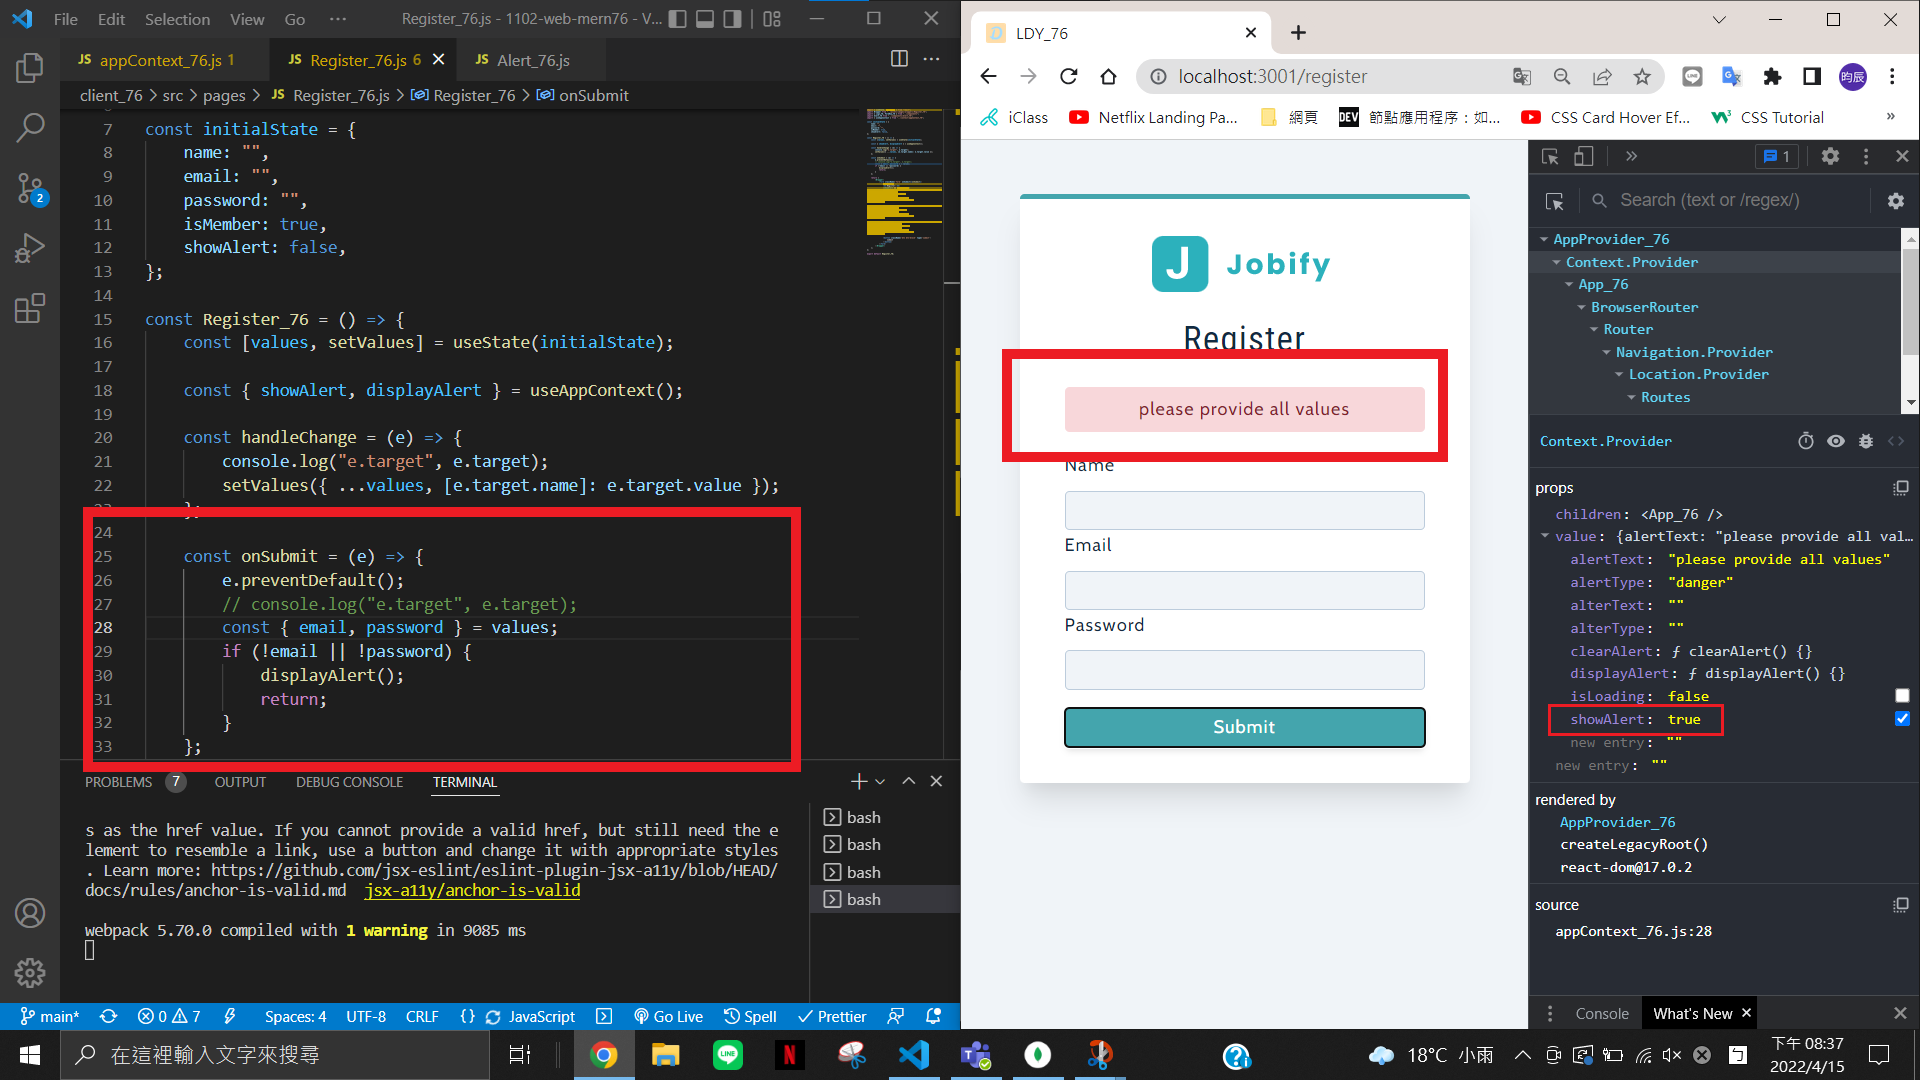 File Edit Selection View Go ··· Register_76.js - 1102-web-mern76 - V...
JS appContext_76.js 1 JS Register_76.js 6 JS Alert_76.js
client_76 > src > pages > JS Register_76.js > Register_76 > onSubmit
7 const initialState = {
8 name: "",
9 email: "",
10 password: "",
11 isMember: true,
12 showAlert: false,
13 };
14
15 const Register_76 = () => {
16 const [values, setValues] = useState(initialState);
17
18 const { showAlert, displayAlert } = useAppContext();
19
20 const handleChange = (e) => {
21 console.log("e.target", e.target);
22 setValues({ ...values, [e.target.name]: e.target.value });
24
25 const onSubmit = (e) => {
26 e.preventDefault();
27 // console.log("e.target", e.target);
28 const { email, password } = values;
29 if (!email || !password) {
30 displayAlert();
31 return;
32 }
33 };
PROBLEMS 7 OUTPUT DEBUG CONSOLE TERMINAL
s as the href value. If you cannot provide a valid href, but still need the e
lement to resemble a link, use a button and change it with appropriate styles
. Learn more: https://github.com/jsx-eslint/eslint-plugin-jsx-a11y/blob/HEAD/
docs/rules/anchor-is-valid.md jsx-a11y/anchor-is-valid
webpack 5.70.0 compiled with 1 warning in 9085 ms
bash
bash
bash
bash
2
main* 0 7 Spaces: 4 UTF-8 CRLF {} JavaScript Go Live Spell Prettier
LDY_76
localhost:3001/register
昀辰
iClass Netflix Landing Pa... 網頁 DEV 節點應用程序：如... CSS Card Hover Ef... CSS Tutorial »
J Jobify
Register
please provide all values
Name
Email
Password
Submit
» 1
Search (text or /regex/)
AppProvider_76
Context.Provider
App_76
BrowserRouter
Router
Navigation.Provider
Location.Provider
Routes
Context.Provider
props
children: <App_76 />
value: {alertText: "please provide all val…
alertText: "please provide all values"
alertType: "danger"
alterText: ""
alterType: ""
clearAlert: ƒ clearAlert() {}
displayAlert: ƒ displayAlert() {}
isLoading: false
showAlert: true
new entry: ""
new entry: ""
rendered by
AppProvider_76
createLegacyRoot()
react-dom@17.0.2
source
appContext_76.js:28
Console What's New
在這裡輸入文字來搜尋
LINE
18°C 小雨
下午 08:37
2022/4/15